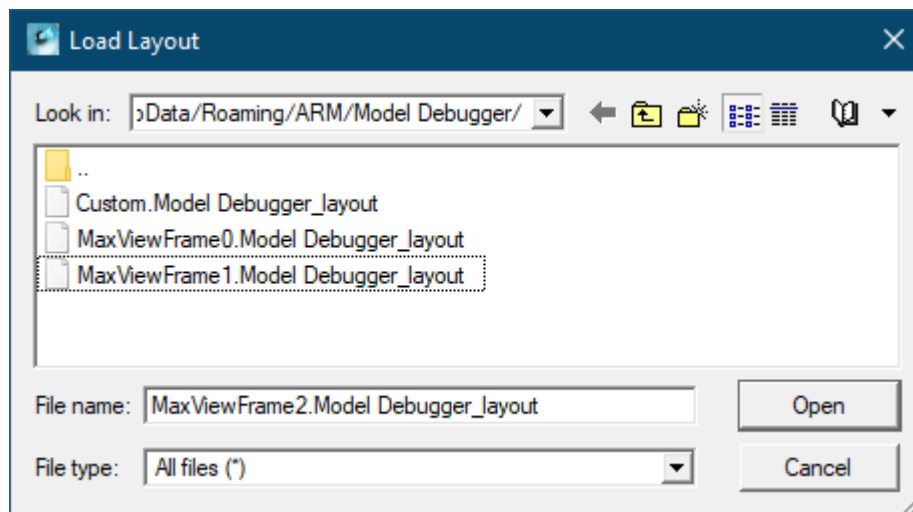 Load Layout
Look in: Data/Roaming/ARM/Model Debugger/
..
Custom.Model Debugger_layout
MaxViewFrame0.Model Debugger_layout
MaxViewFrame1.Model Debugger_layout
File name: MaxViewFrame2.Model Debugger_layout Open
File type: All files (*) Cancel